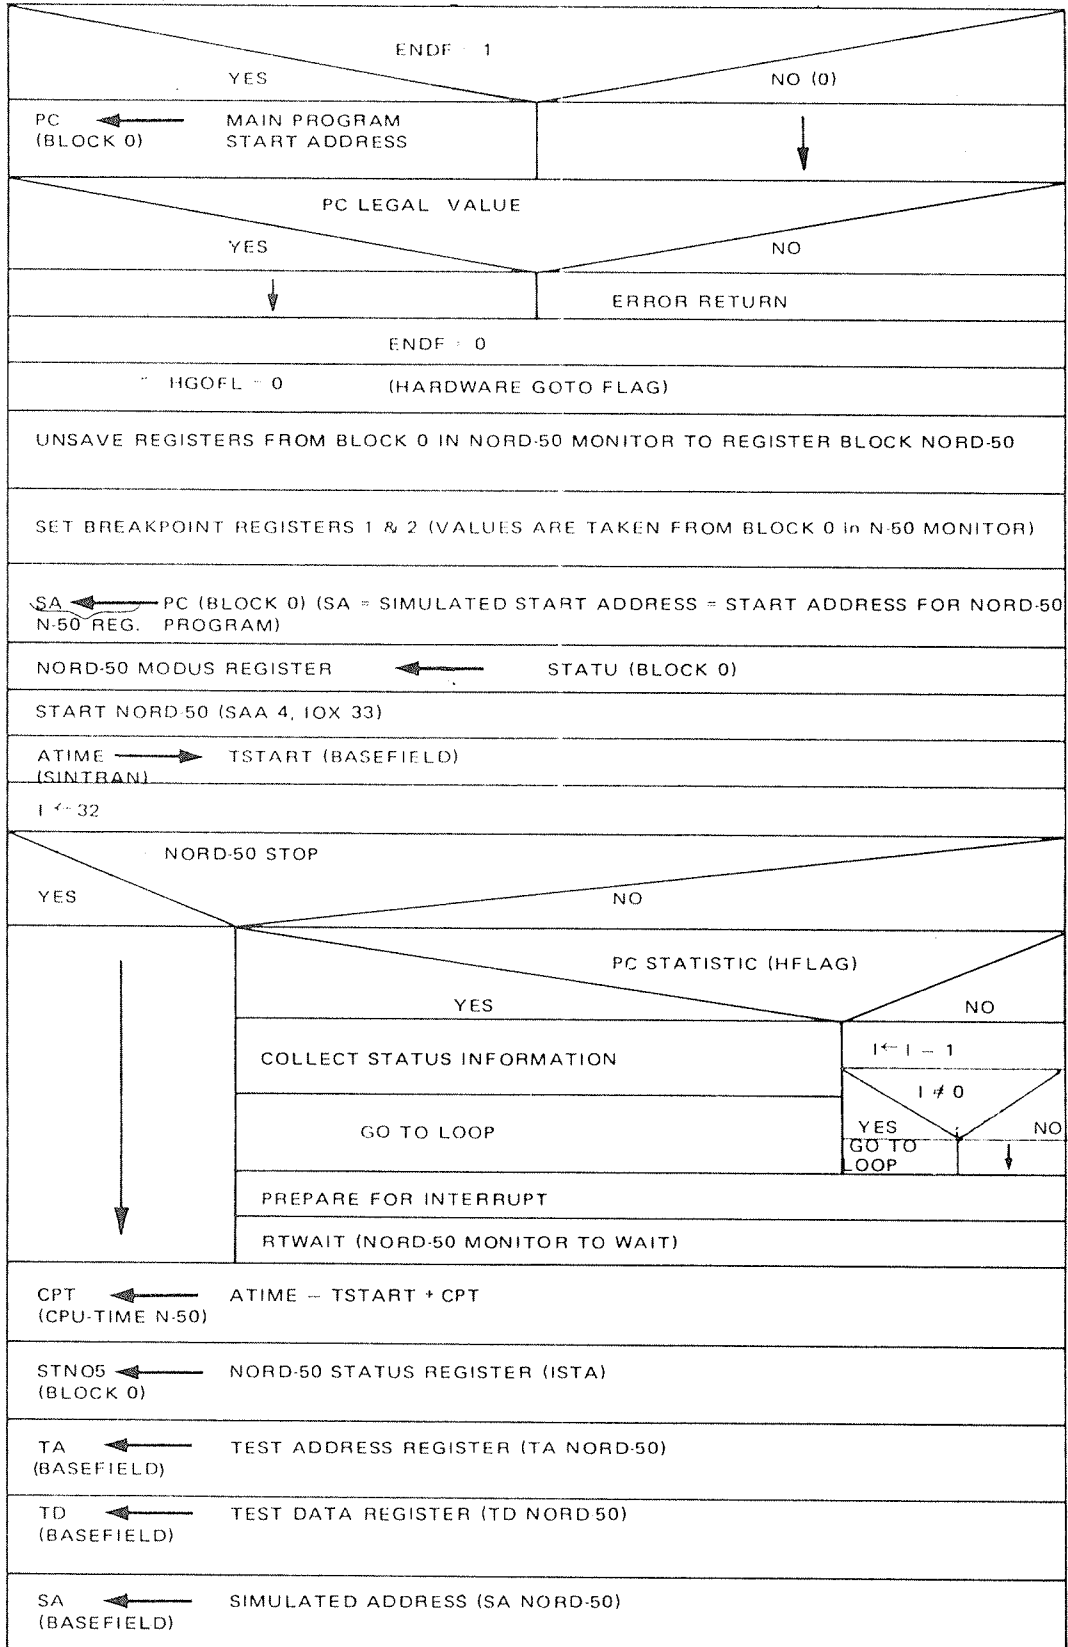 ENDF = 1
YES
NO (0)
PC ← MAIN PROGRAM
(BLOCK 0) START ADDRESS
PC LEGAL VALUE
YES
NO
ERROR RETURN
ENDF = 0
HGOFL = 0 (HARDWARE GOTO FLAG)
UNSAVE REGISTERS FROM BLOCK 0 IN NORD-50 MONITOR TO REGISTER BLOCK NORD-50
SET BREAKPOINT REGISTERS 1 & 2 (VALUES ARE TAKEN FROM BLOCK 0 in N-50 MONITOR)
SA ← PC (BLOCK 0) (SA = SIMULATED START ADDRESS = START ADDRESS FOR NORD-50
N-50 REG. PROGRAM)
NORD-50 MODUS REGISTER ← STATU (BLOCK 0)
START NORD-50 (SAA 4, IOX 33)
ATIME → TSTART (BASEFIELD)
(SINTRAN)
I ← 32
NORD-50 STOP
YES
NO
PC STATISTIC (HFLAG)
YES
NO
COLLECT STATUS INFORMATION
I ← I – 1
I ≠ 0
GO TO LOOP
YES
NO
GO TO
LOOP
PREPARE FOR INTERRUPT
RTWAIT (NORD-50 MONITOR TO WAIT)
CPT ← ATIME – TSTART + CPT
(CPU-TIME N-50)
STNO5 ← NORD-50 STATUS REGISTER (ISTA)
(BLOCK 0)
TA ← TEST ADDRESS REGISTER (TA NORD-50)
(BASEFIELD)
TD ← TEST DATA REGISTER (TD NORD-50)
(BASEFIELD)
SA ← SIMULATED ADDRESS (SA NORD-50)
(BASEFIELD)